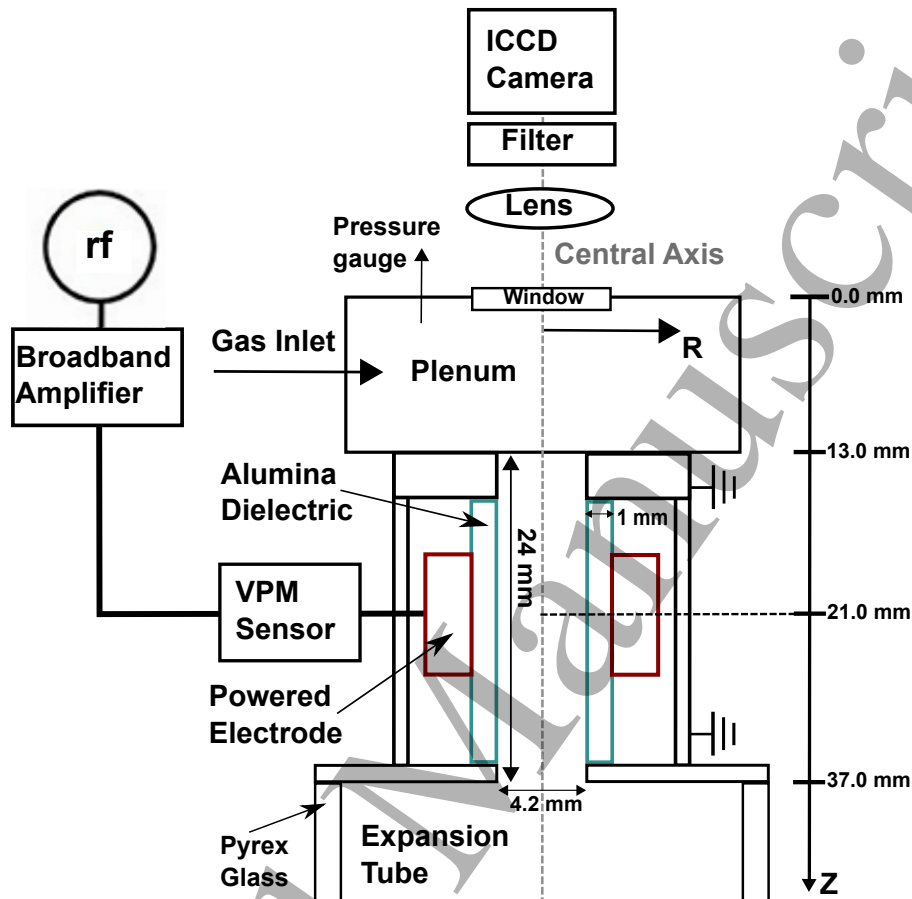 ICCD
Camera
Filter
Lens
rf
Pressure
gauge
Central Axis
Window
0.0 mm
Gas Inlet
R
Broadband
Amplifier
Plenum
13.0 mm
Alumina
Dielectric
1 mm
24 mm
VPM
Sensor
21.0 mm
Powered
Electrode
37.0 mm
4.2 mm
Pyrex
Glass
Expansion
Tube
Z
Manuscri